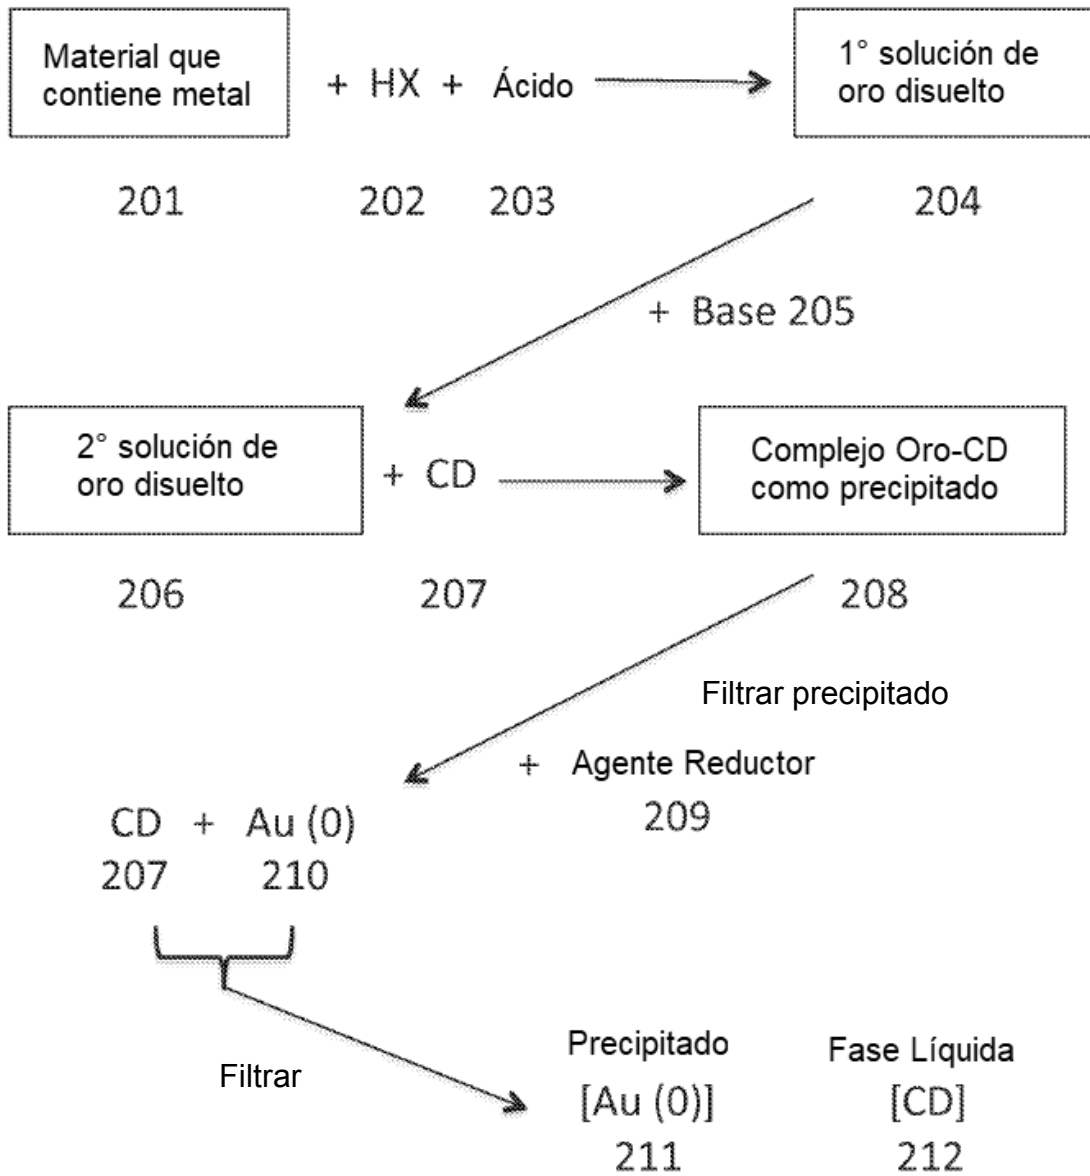 Material que
contiene metal
+ HX + Ácido
1° solución de
oro disuelto
201
202
203
204
+ Base 205
2° solución de
oro disuelto
+ CD
Complejo Oro-CD
como precipitado
206
207
208
Filtrar precipitado
+ Agente Reductor
209
CD + Au (0)
207
210
Filtrar
Precipitado
Fase Líquida
[Au (0)]
[CD]
211
212